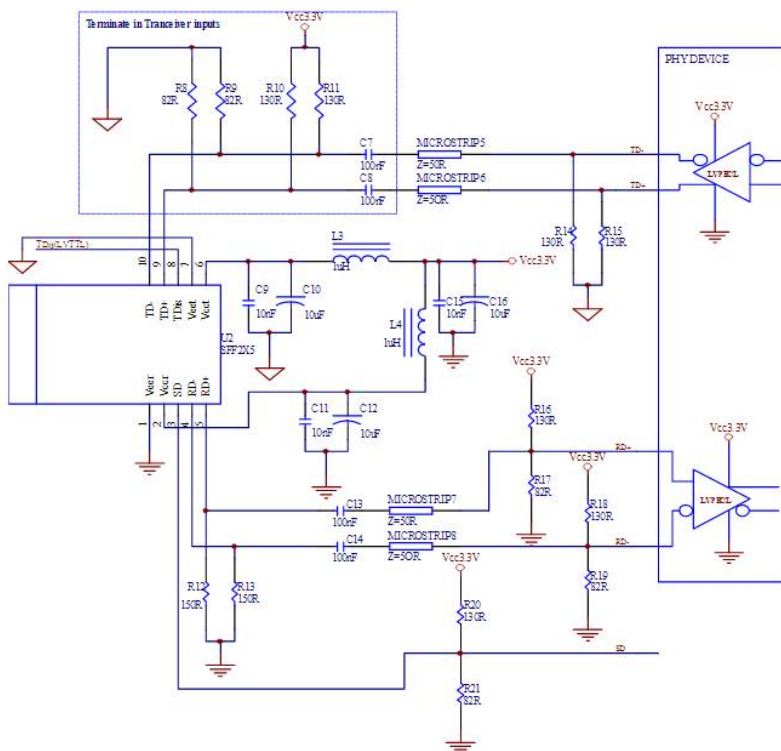 Terminate in Tranceiver inputs
Vcc3.3V
PHY DEVICE
R8
82R
R9
82R
R10
130R
R11
130R
Vcc3.3V
C7
100nF
MICROSTRIP5
Z=50R
TD-
LVPECL
C8
100nF
MICROSTRIP6
Z=50R
TD+
R14
130R
R15
130R
TDis(LVTTL)
10
9
8
7
6
L3
1uH
Vcc3.3V
TD-
TD+
TDis
Veet
Vcct
C9
10nF
C10
10uF
C15
10nF
C16
10uF
L4
1uH
U2
SFF2X5
Veer
Vccr
SD
RD-
RD+
1
2
3
4
5
C11
10nF
C12
10uF
Vcc3.3V
R16
130R
RD+
Vcc3.3V
Vcc3.3V
R17
82R
R18
130R
LVPECL
C13
100nF
MICROSTRIP7
Z=50R
C14
100nF
MICROSTRIP8
Z=50R
RD-
R12
150R
R13
150R
Vcc3.3V
R19
82R
R20
130R
SD
R21
82R